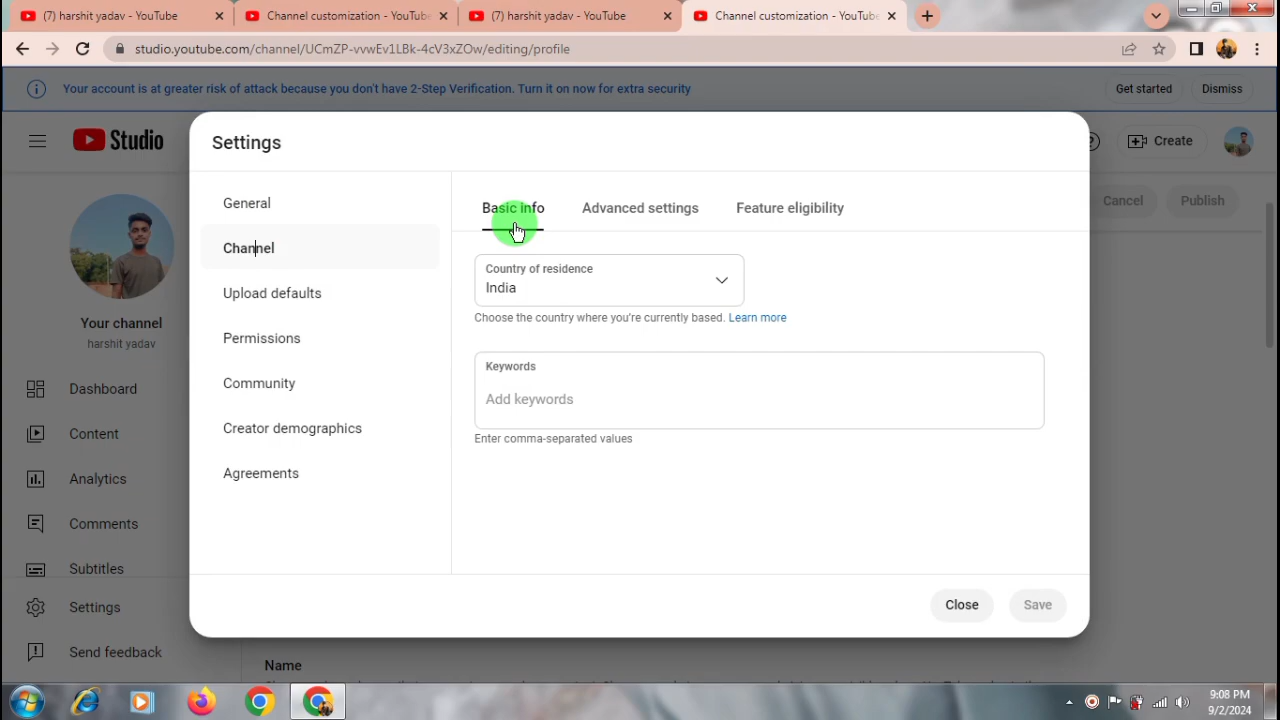 (7) harshit yadav - YouTube
Channel customization - YouTube
(7) harshit yadav - YouTube
Channel customization - YouTube
studio.youtube.com/channel/UCmZP-vvwEv1LBk-4cV3xZOw/editing/profile
Your account is at greater risk of attack because you don't have 2-Step Verification. Turn it on now for extra security
Get started
Dismiss
Studio
Create
Settings
Cancel
Publish
General
Channel
Upload defaults
Permissions
Community
Creator demographics
Agreements
Basic info
Advanced settings
Feature eligibility
Country of residence
India
Choose the country where you're currently based. Learn more
Keywords
Add keywords
Enter comma-separated values
Close
Save
Your channel
harshit yadav
Dashboard
Content
Analytics
Comments
Subtitles
Settings
Send feedback
Name
9:08 PM
9/2/2024